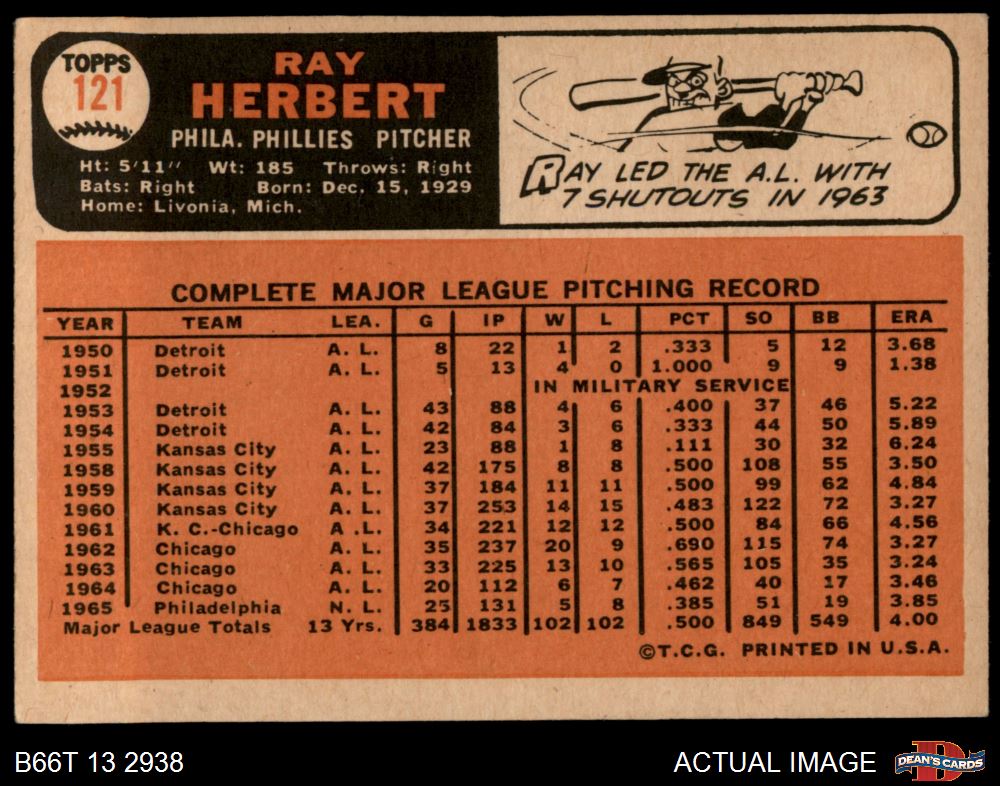 TOPPS
121
RAY
HERBERT
PHILA. PHILLIES PITCHER
Ht: 5'11" Wt: 185 Throws: Right
Bats: Right Born: Dec. 15, 1929
Home: Livonia, Mich.
RAY LED THE A.L. WITH
7 SHUTOUTS IN 1963
COMPLETE MAJOR LEAGUE PITCHING RECORD
YEAR TEAM LEA. G IP W L PCT SO BB ERA
1950 Detroit A. L. 8 22 1 2 .333 5 12 3.68
1951 Detroit A. L. 5 13 4 0 1.000 9 9 1.38
1952 IN MILITARY SERVICE
1953 Detroit A. L. 43 88 4 6 .400 37 46 5.22
1954 Detroit A. L. 42 84 3 6 .333 44 50 5.89
1955 Kansas City A. L. 23 88 1 8 .111 30 32 6.24
1958 Kansas City A. L. 42 175 8 8 .500 108 55 3.50
1959 Kansas City A. L. 37 184 11 11 .500 99 62 4.84
1960 Kansas City A. L. 37 253 14 15 .483 122 72 3.27
1961 K. C.-Chicago A .L. 34 221 12 12 .500 84 66 4.56
1962 Chicago A. L. 35 237 20 9 .690 115 74 3.27
1963 Chicago A. L. 33 225 13 10 .565 105 35 3.24
1964 Chicago A. L. 20 112 6 7 .462 40 17 3.46
1965 Philadelphia N. L. 25 131 5 8 .385 51 19 3.85
Major League Totals 13 Yrs. 384 1833 102 102 .500 849 549 4.00
©T.C.G. PRINTED IN U.S.A.
B66T 13 2938 ACTUAL IMAGE DEAN'S CARDS